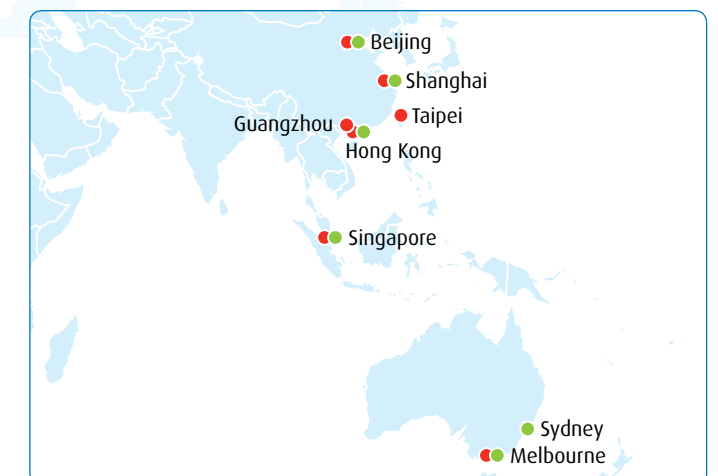 Beijing
Shanghai
Taipei
Guangzhou
Hong Kong
Singapore
Sydney
Melbourne